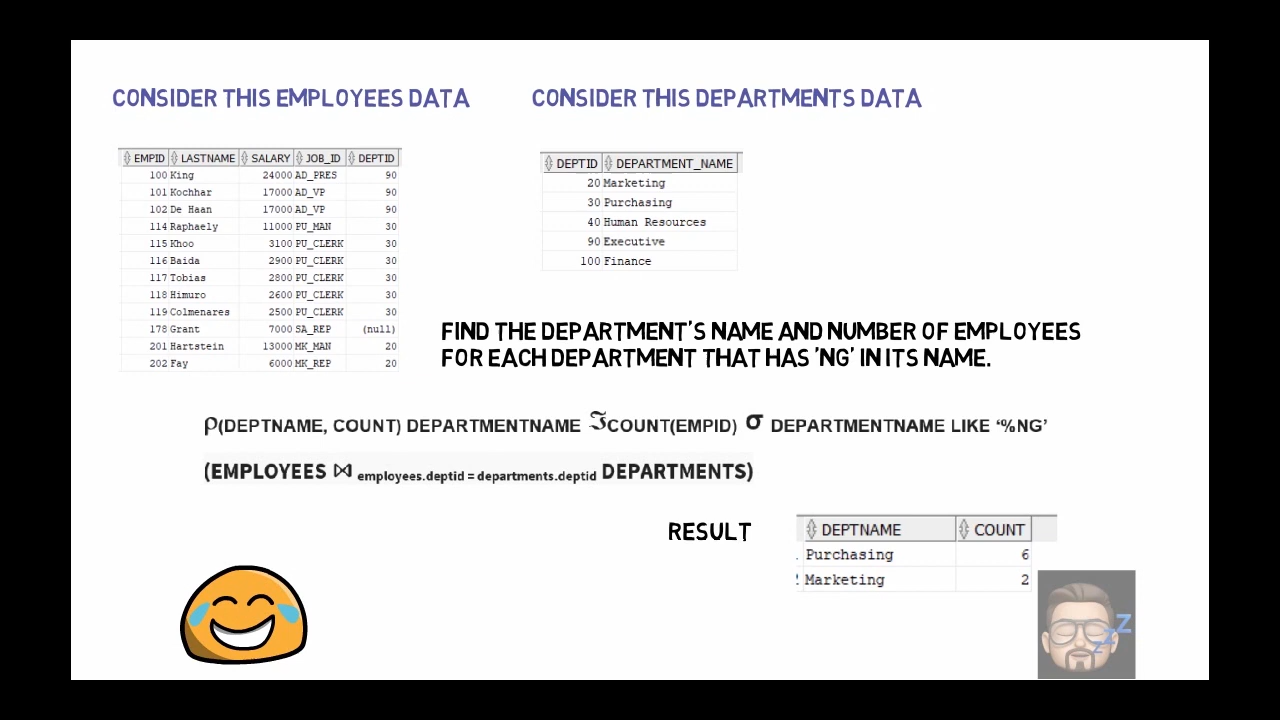 CONSIDER THIS EMPLOYEES DATA
CONSIDER THIS DEPARTMENTS DATA
EMPID LASTNAME SALARY JOB_ID DEPTID
100 King 24000 AD_PRES 90
101 Kochhar 17000 AD_VP 90
102 De Haan 17000 AD_VP 90
114 Raphaely 11000 PU_MAN 30
115 Khoo 3100 PU_CLERK 30
116 Baida 2900 PU_CLERK 30
117 Tobias 2800 PU_CLERK 30
118 Himuro 2600 PU_CLERK 30
119 Colmenares 2500 PU_CLERK 30
178 Grant 7000 SA_REP (null)
201 Hartstein 13000 MK_MAN 20
202 Fay 6000 MK_REP 20
DEPTID DEPARTMENT_NAME
20 Marketing
30 Purchasing
40 Human Resources
90 Executive
100 Finance
FIND THE DEPARTMENT'S NAME AND NUMBER OF EMPLOYEES
FOR EACH DEPARTMENT THAT HAS 'NG' IN ITS NAME.
ρ(DEPTNAME, COUNT) DEPARTMENTNAME ℑCOUNT(EMPID) σ DEPARTMENTNAME LIKE ‘%NG’
(EMPLOYEES ⋈ employees.deptid = departments.deptid DEPARTMENTS)
RESULT
DEPTNAME COUNT
Purchasing 6
Marketing 2
z z Z